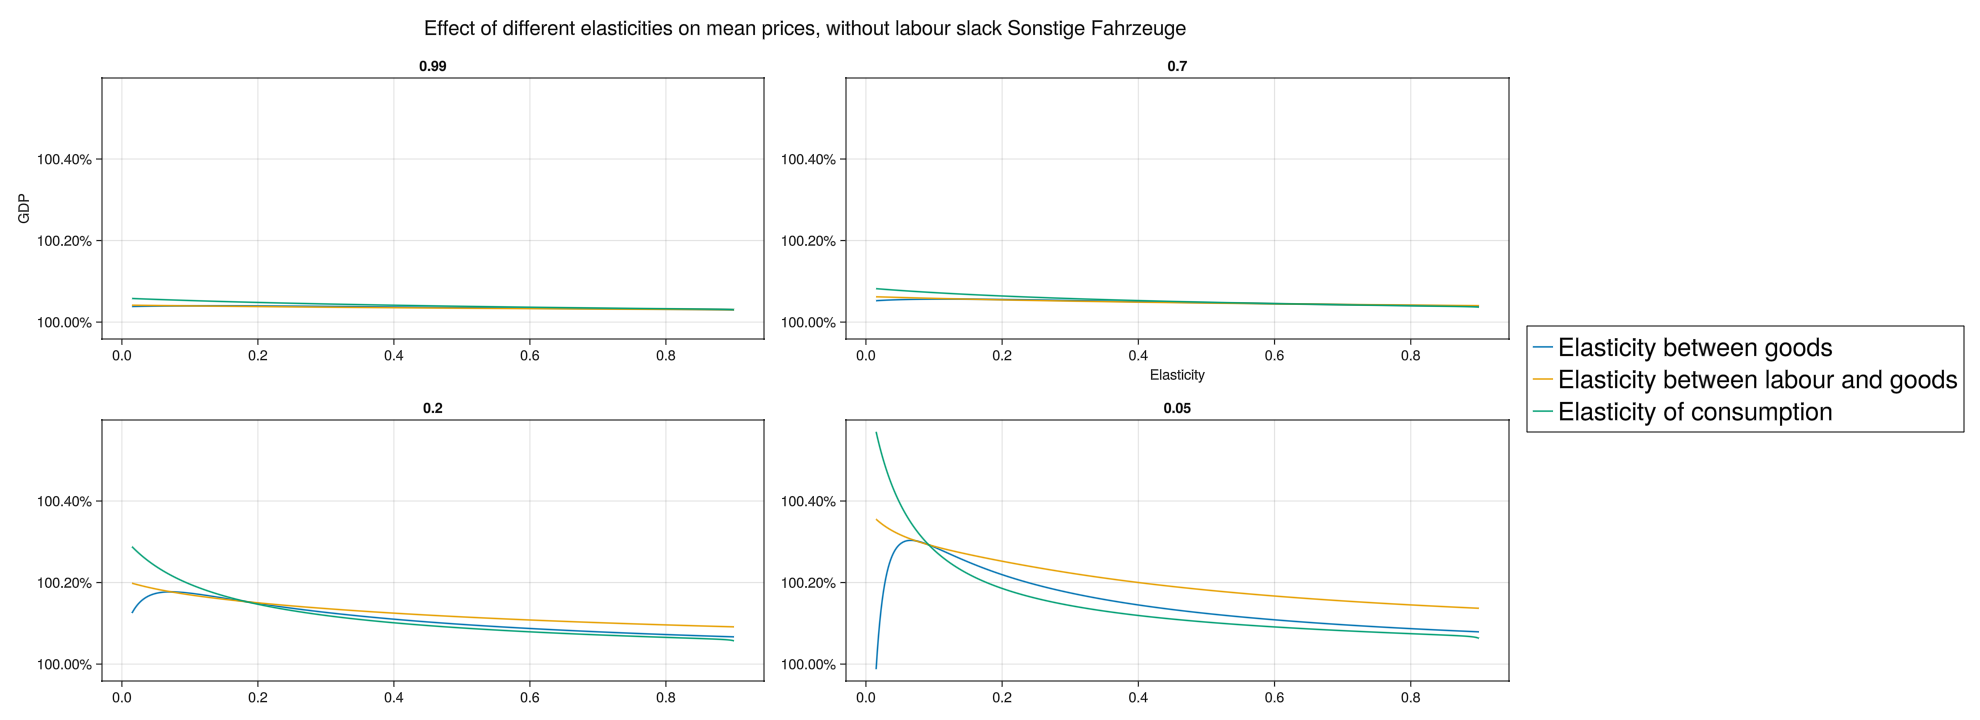 Effect of different elasticities on mean prices, without labour slack Sonstige Fahrzeuge
0.99
100.40%
100.20%
100.00%
GDP
0.0 0.2 0.4 0.6 0.8
0.7
100.40%
100.20%
100.00%
0.0 0.2 0.4 0.6 0.8
Elasticity
0.2
100.40%
100.20%
100.00%
0.0 0.2 0.4 0.6 0.8
0.05
100.40%
100.20%
100.00%
0.0 0.2 0.4 0.6 0.8
Elasticity between goods
Elasticity between labour and goods
Elasticity of consumption